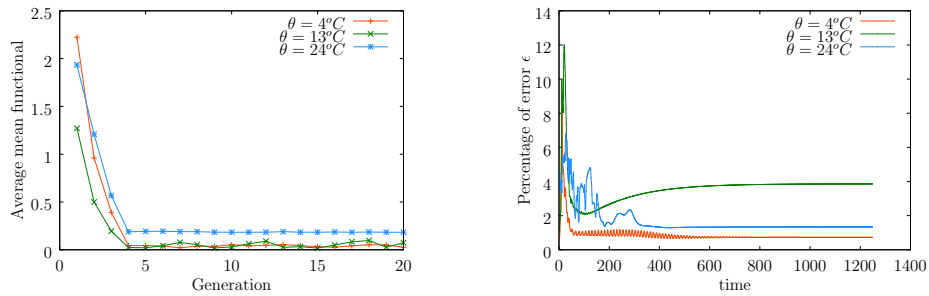 θ = 4°C
θ = 13°C
θ = 24°C
2.5
2
1.5
1
0.5
0
0 5 10 15 20
Average mean functional
Generation
θ = 4°C
θ = 13°C
θ = 24°C
14
12
10
8
6
4
2
0
0 200 400 600 800 1000 1200 1400
Percentage of error ϵ
time